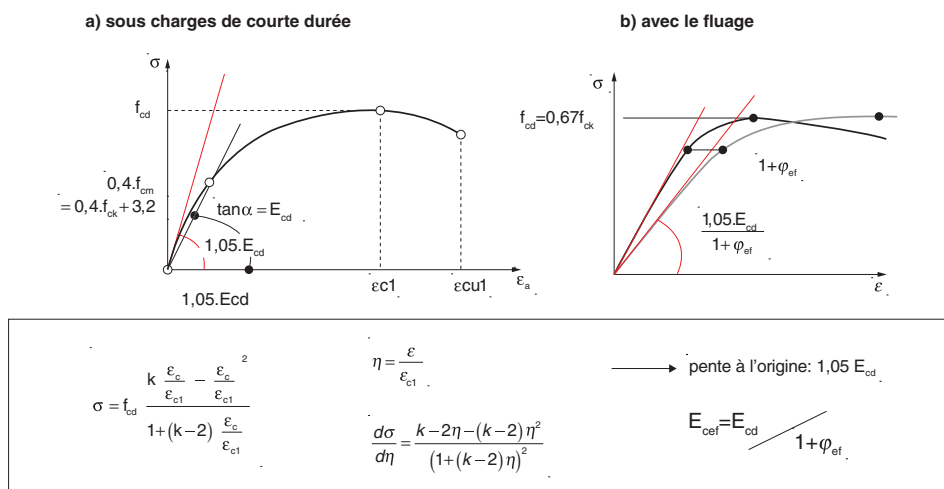 a) sous charges de courte durée
σ
f_cd
0,4.f_cm
= 0,4.f_ck + 3,2
tanα = E_cd
1,05.E_cd
1,05.Ecd
εc1
εcu1
ε_a
b) avec le fluage
σ
f_cd=0,67f_ck
1+φ_ef
1,05.E_cd
1+φ_ef
ε
σ = f_cd (k ε_c/ε_c1 − ε_c/ε_c1 ²) / (1+(k−2) ε_c/ε_c1)
η = ε/ε_c1
dσ/dη = (k−2η−(k−2)η²) / (1+(k−2)η)²
pente à l'origine: 1,05 E_cd
E_cef=E_cd / 1+φ_ef